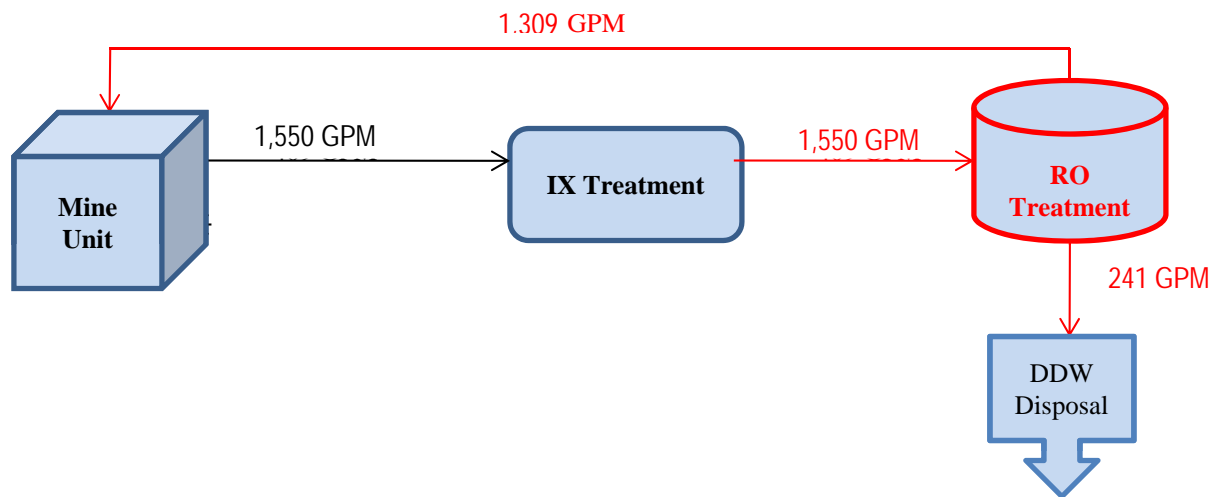 1,309 GPM
1,550 GPM
1,550 GPM
IX Treatment
RO
Treatment
Mine
Unit
241 GPM
DDW
Disposal